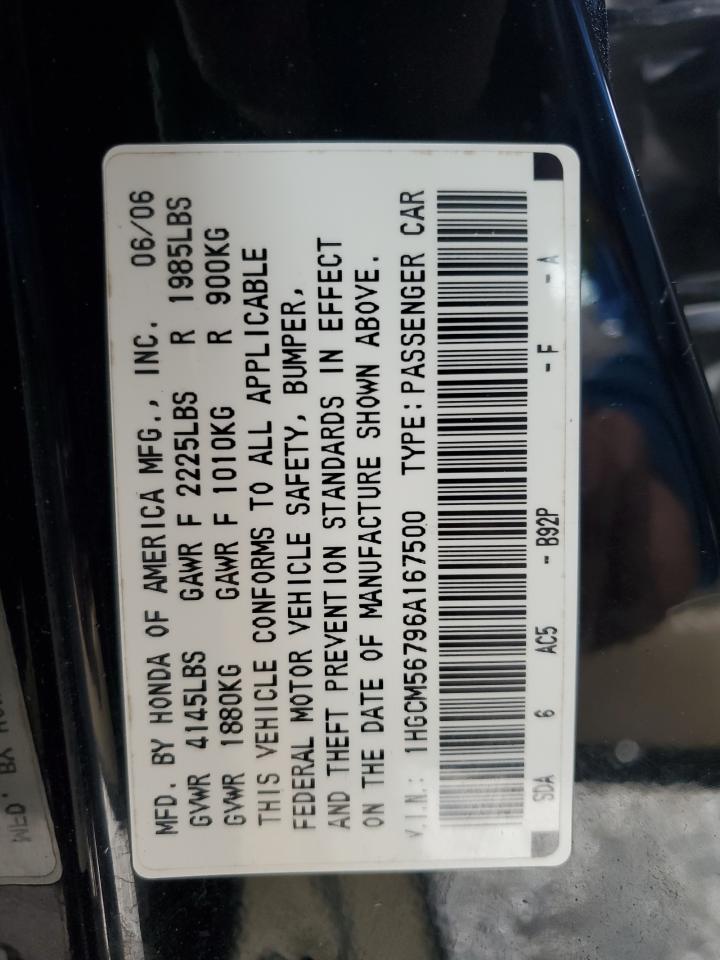 MFD. BY HONDA OF AMERICA MFG., INC. 06/06
GVWR 4145LBS GAWR F 2225LBS R 1985LBS
GVWR 1880KG GAWR F 1010KG R 900KG
THIS VEHICLE CONFORMS TO ALL APPLICABLE
FEDERAL MOTOR VEHICLE SAFETY, BUMPER,
AND THEFT PREVENTION STANDARDS IN EFFECT
ON THE DATE OF MANUFACTURE SHOWN ABOVE.
V.I.N.: 1HGCM56796A167500 TYPE:PASSENGER CAR
SDA 6 AC5 - B92P - F - A
MFD. BY